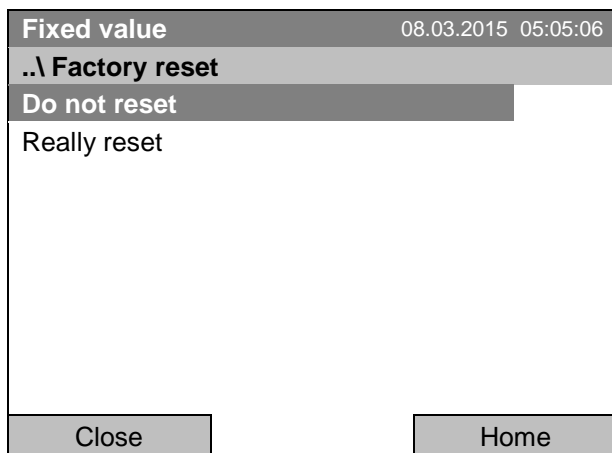 Fixed value 08.03.2015 05:05:06
..\ Factory reset
Do not reset
Really reset
Close Home